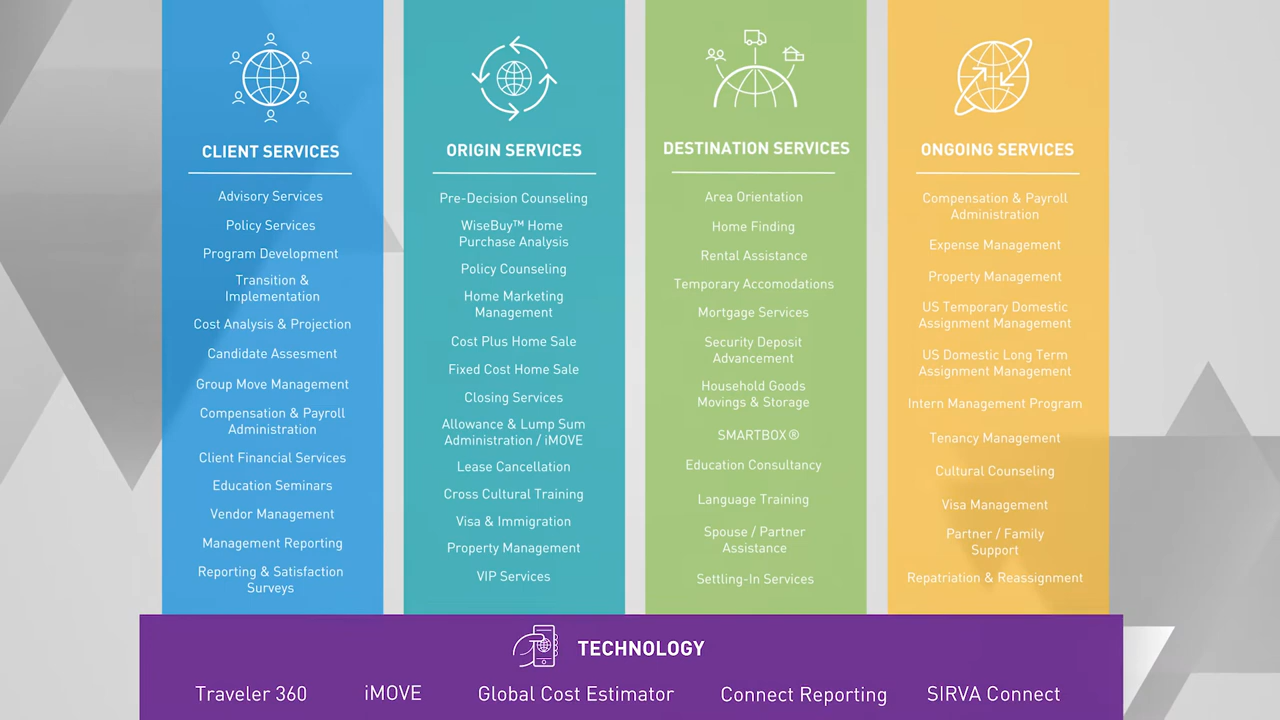 CLIENT SERVICES
Advisory Services
Policy Services
Program Development
Transition &
Implementation
Cost Analysis & Projection
Candidate Assesment
Group Move Management
Compensation & Payroll
Administration
Client Financial Services
Education Seminars
Vendor Management
Management Reporting
Reporting & Satisfaction
Surveys
ORIGIN SERVICES
Pre-Decision Counseling
WiseBuy™ Home
Purchase Analysis
Policy Counseling
Home Marketing
Management
Cost Plus Home Sale
Fixed Cost Home Sale
Closing Services
Allowance & Lump Sum
Administration / iMOVE
Lease Cancellation
Cross Cultural Training
Visa & Immigration
Property Management
VIP Services
DESTINATION SERVICES
Area Orientation
Home Finding
Rental Assistance
Temporary Accomodations
Mortgage Services
Security Deposit
Advancement
Household Goods
Movings & Storage
SMARTBOX®
Education Consultancy
Language Training
Spouse / Partner
Assistance
Settling-In Services
ONGOING SERVICES
Compensation & Payroll
Administration
Expense Management
Property Management
US Temporary Domestic
Assignment Management
US Domestic Long Term
Assignment Management
Intern Management Program
Tenancy Management
Cultural Counseling
Visa Management
Partner / Family
Support
Repatriation & Reassignment
TECHNOLOGY
Traveler 360
iMOVE
Global Cost Estimator
Connect Reporting
SIRVA Connect